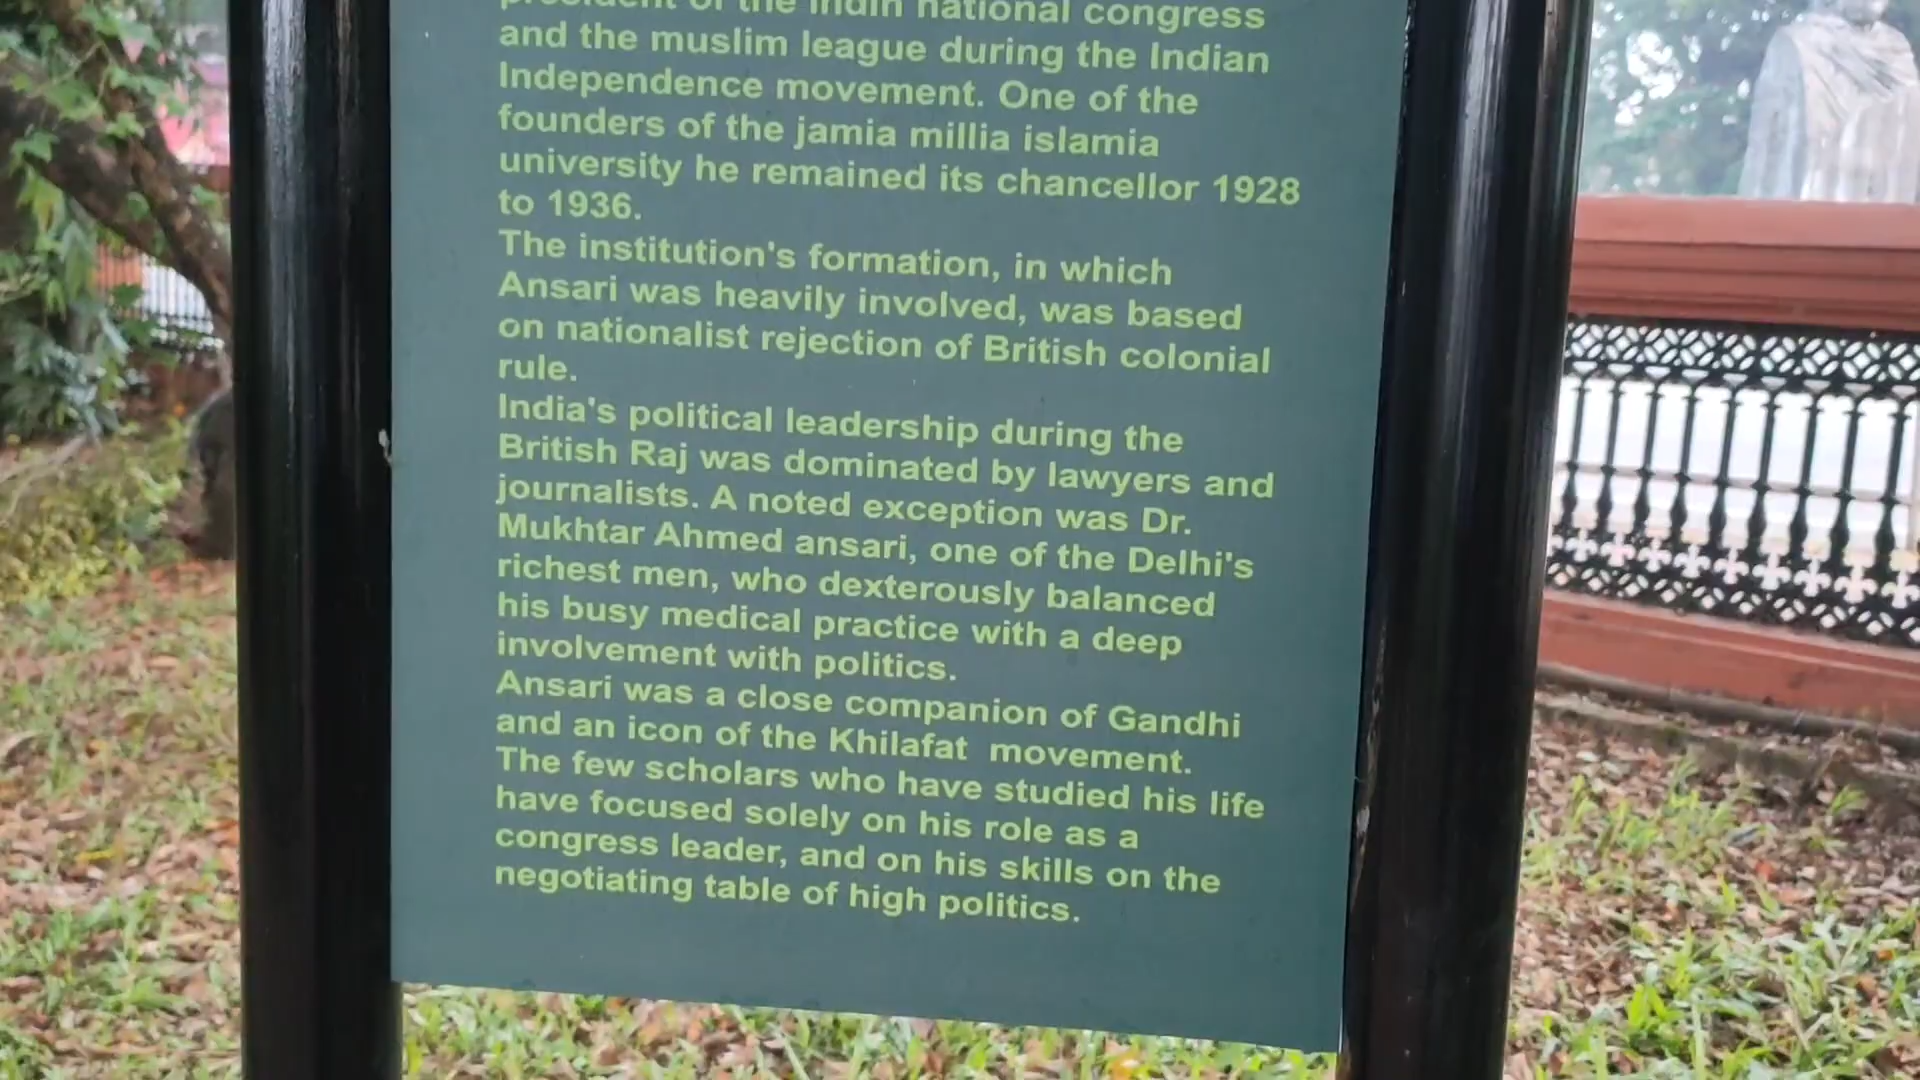 president of the Indin national congress
and the muslim league during the Indian
Independence movement. One of the
founders of the jamia millia islamia
university he remained its chancellor 1928
to 1936.
The institution's formation, in which
Ansari was heavily involved, was based
on nationalist rejection of British colonial
rule.
India's political leadership during the
British Raj was dominated by lawyers and
journalists. A noted exception was Dr.
Mukhtar Ahmed ansari, one of the Delhi's
richest men, who dexterously balanced
his busy medical practice with a deep
involvement with politics.
Ansari was a close companion of Gandhi
and an icon of the Khilafat movement.
The few scholars who have studied his life
have focused solely on his role as a
congress leader, and on his skills on the
negotiating table of high politics.